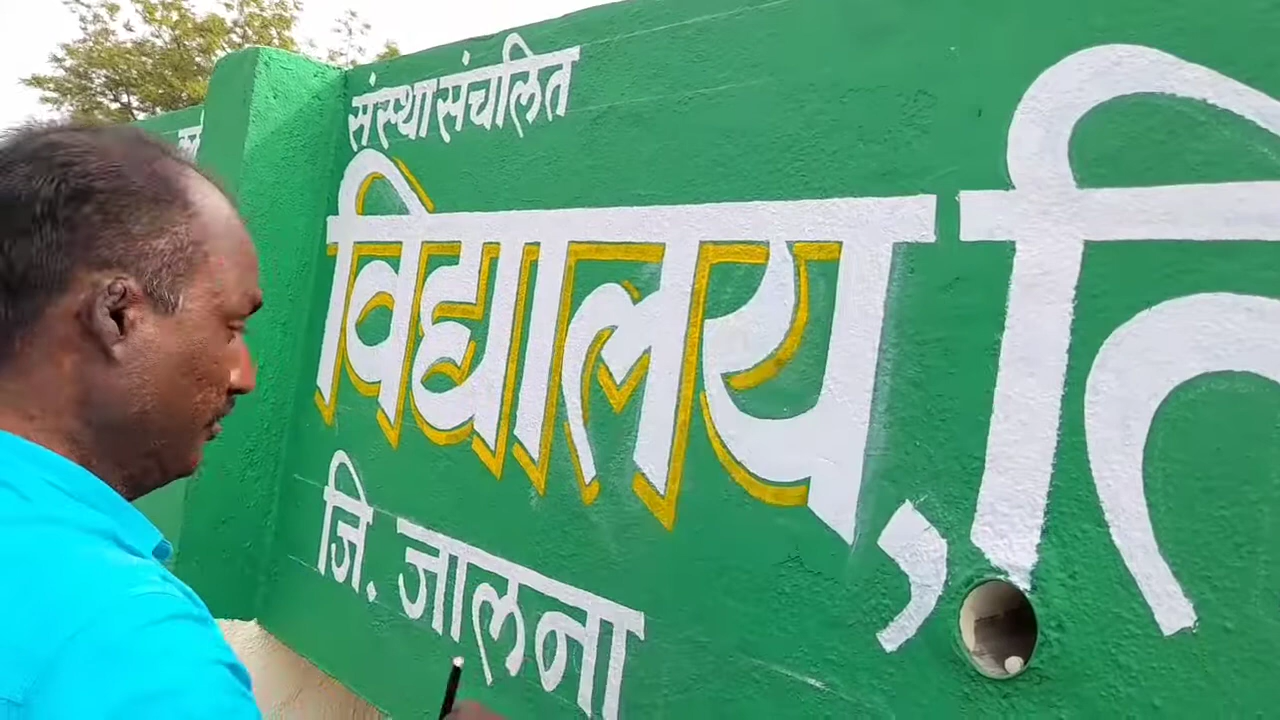 संस्था संचलित
विद्यालय, ति
जि. जालना